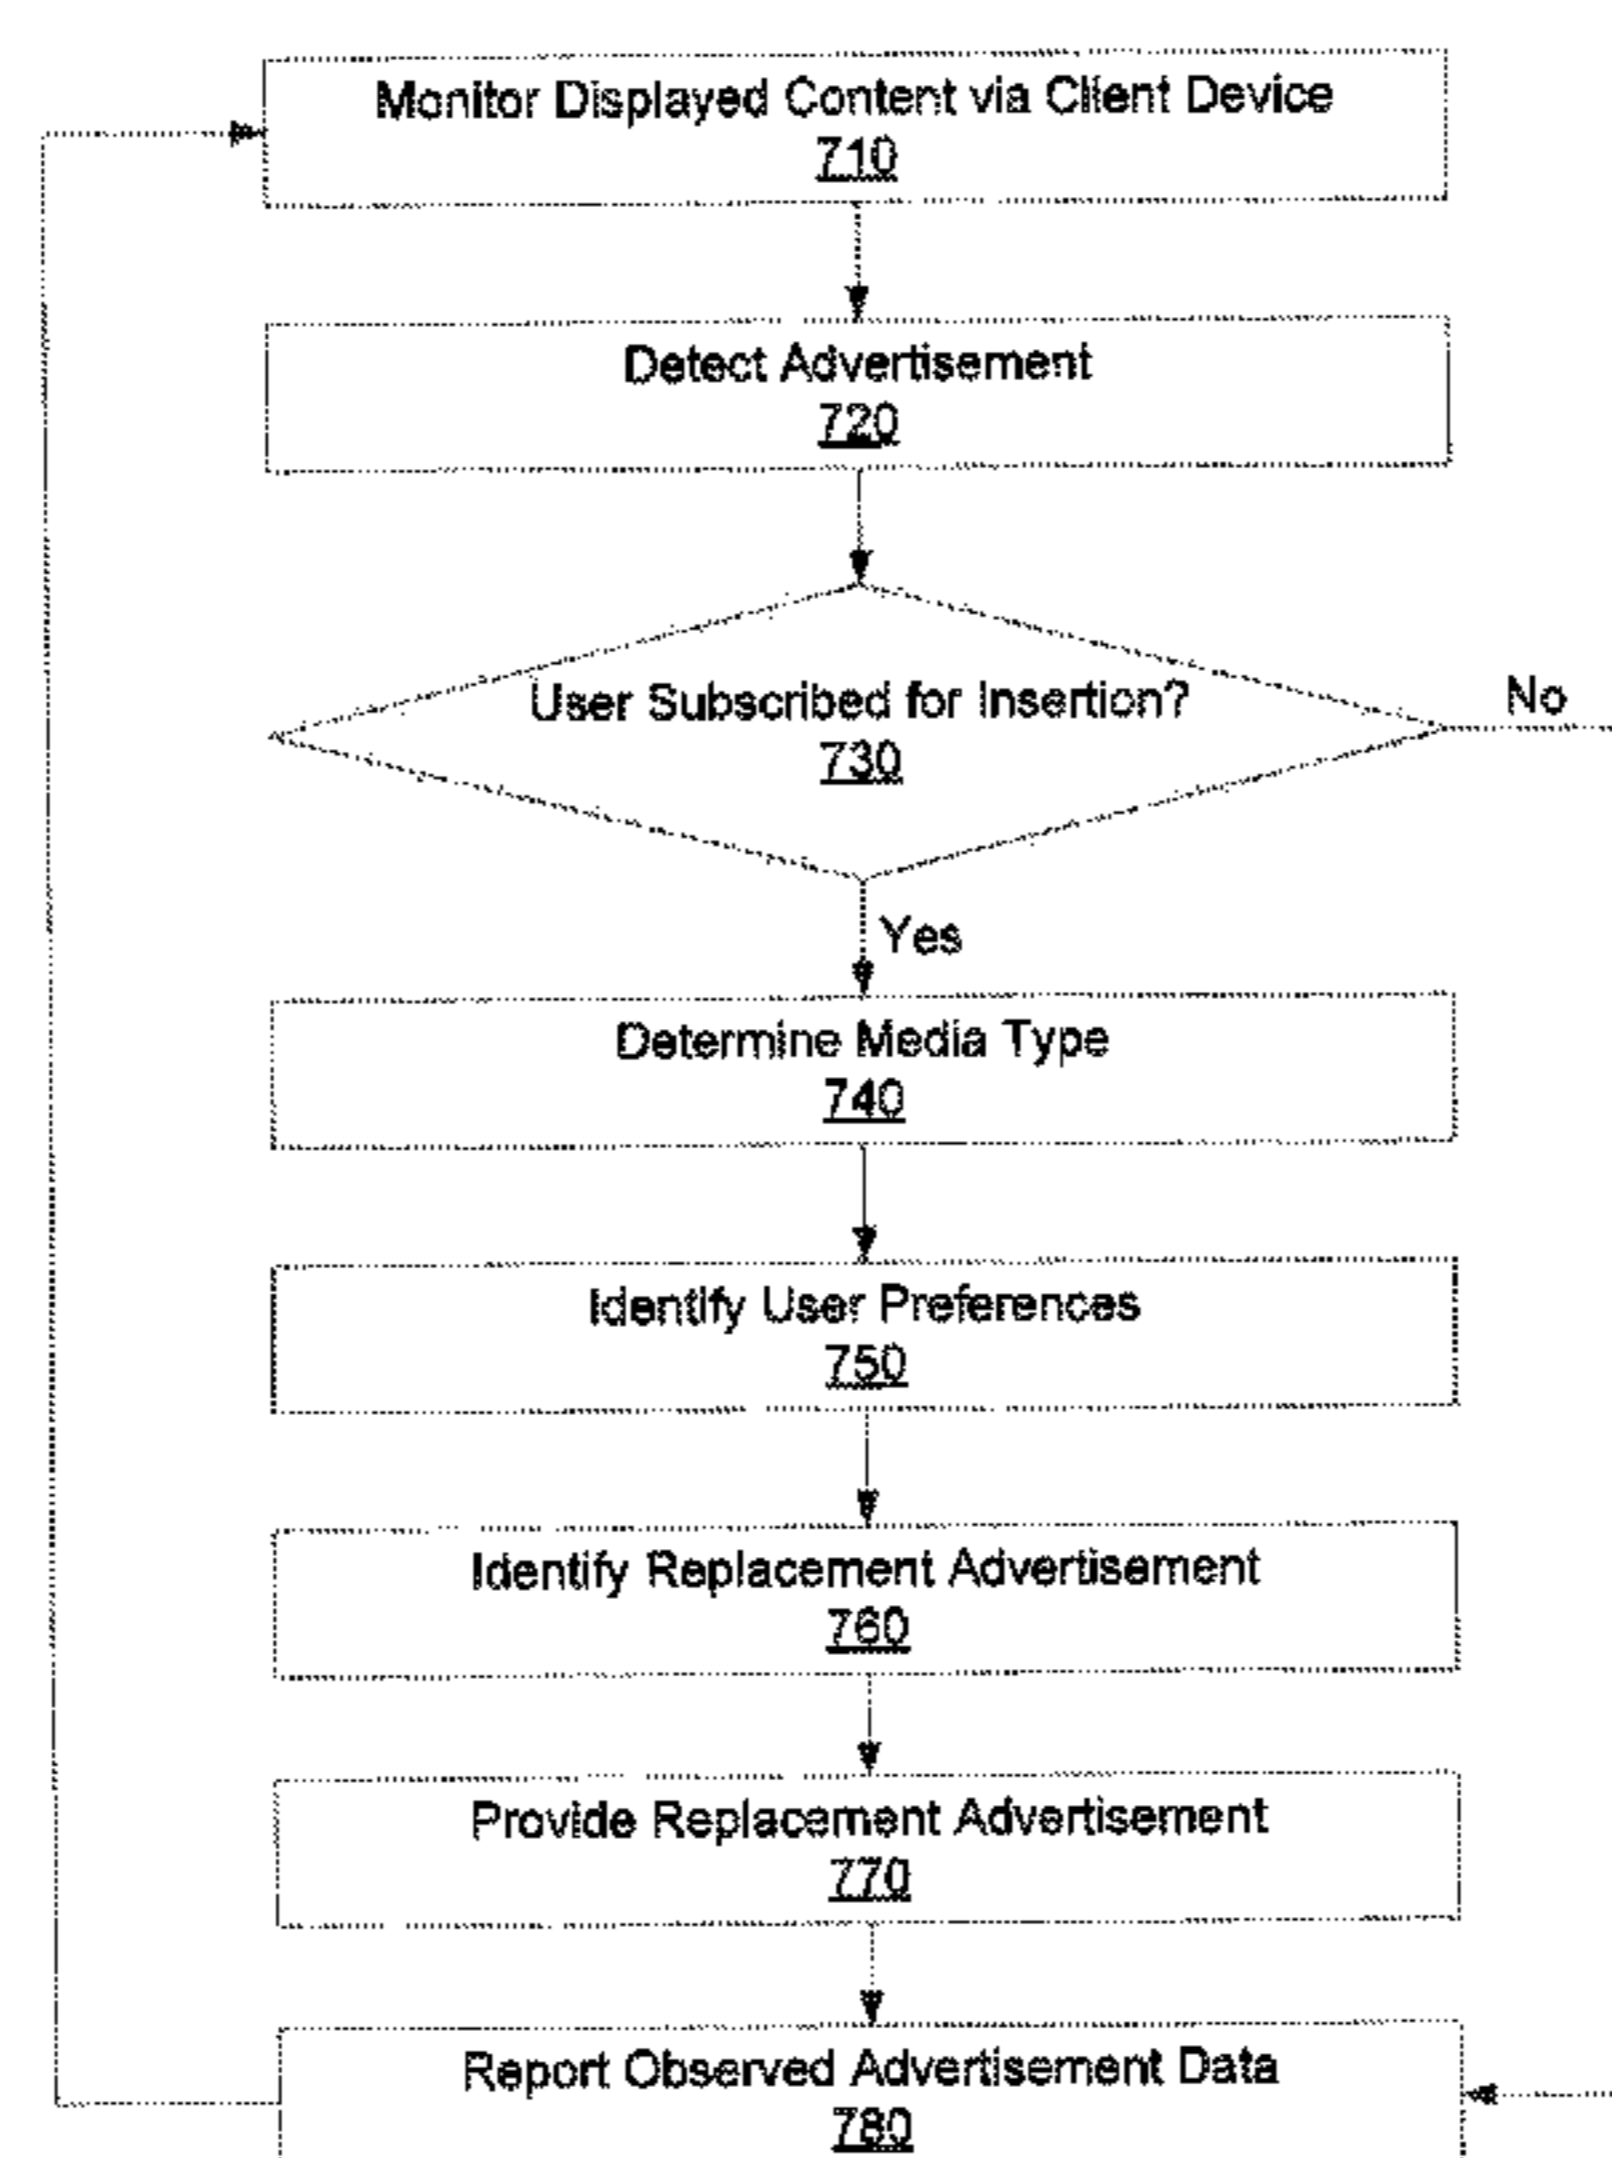 Monitor Displayed Content via Client Device
710
Detect Advertisement
720
User Subscribed for Insertion?
730
No
Yes
Determine Media Type
740
Identify User Preferences
750
Identify Replacement Advertisement
760
Provide Replacement Advertisement
770
Report Observed Advertisement Data
780